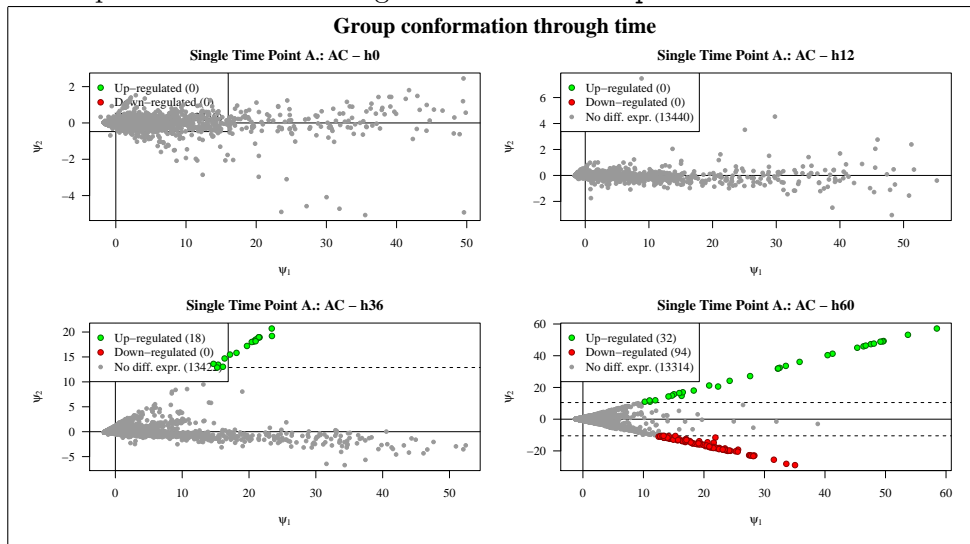 Group conformation through time
Single Time Point A.: AC − h0
Up−regulated (0)
Down−regulated (0)
2
0
−2
−4
ψ2
0 10 20 30 40 50
ψ1
Single Time Point A.: AC − h12
Up−regulated (0)
Down−regulated (0)
No diff. expr. (13440)
6
4
2
0
−2
ψ2
0 10 20 30 40 50
ψ1
Single Time Point A.: AC − h36
Up−regulated (18)
Down−regulated (0)
No diff. expr.
20
15
10
5
0
−5
ψ2
0 10 20 30 40 50
ψ1
Single Time Point A.: AC − h60
Up−regulated (32)
Down−regulated (94)
No diff. expr. (13314)
60
40
20
0
−20
ψ2
0 10 20 30 40 50 60
ψ1